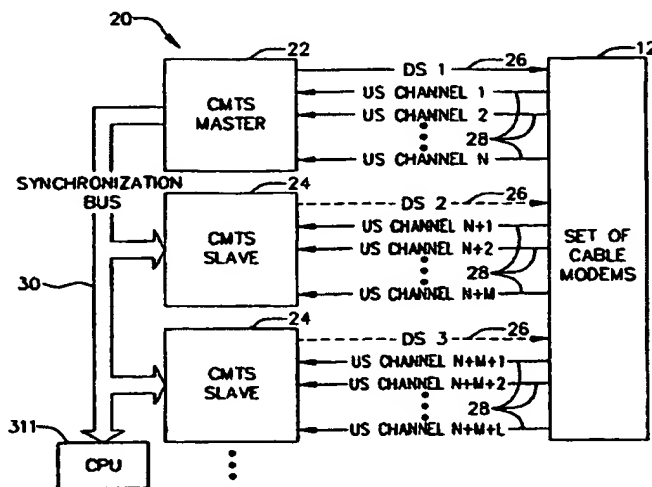 20
22
12
CMTS
MASTER
DS 1
26
US CHANNEL 1
US CHANNEL 2
28
US CHANNEL N
SYNCHRONIZATION
BUS
24
CMTS
SLAVE
DS 2
26
US CHANNEL N+1
US CHANNEL N+2
28
US CHANNEL N+M
SET OF
CABLE
MODEMS
30
24
CMTS
SLAVE
DS 3
26
US CHANNEL N+M+1
US CHANNEL N+M+2
28
US CHANNEL N+M+L
311
CPU